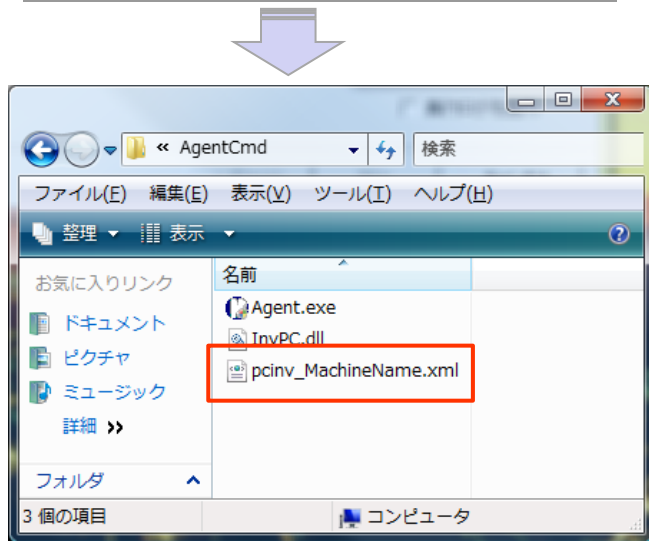 « AgentCmd
検索
ファイル(F) 編集(E) 表示(V) ツール(T) ヘルプ(H)
整理 表示
お気に入りリンク
ドキュメント
ピクチャ
ミュージック
詳細 »
フォルダ
名前
Agent.exe
InvPC.dll
pcinv_MachineName.xml
3 個の項目
コンピュータ